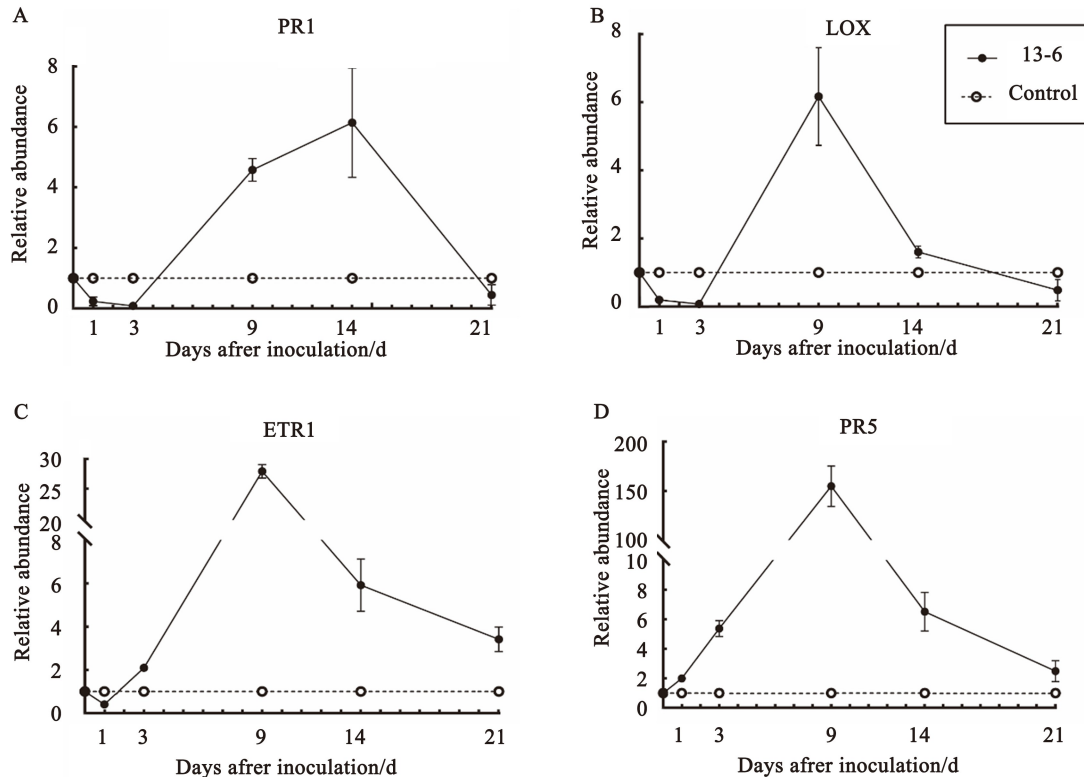 A
PR1
8
6
4
2
0
Relative abundance
1 3 9 14 21
Days afrer inoculation/d
B
LOX
8
6
4
2
0
Relative abundance
1 3 9 14 21
Days afrer inoculation/d
13-6
Control
C
ETR1
30
25
20
8
6
4
2
0
Relative abundance
1 3 9 14 21
Days afrer inoculation/d
D
PR5
200
150
100
10
8
6
4
2
0
Relative abundance
1 3 9 14 21
Days afrer inoculation/d